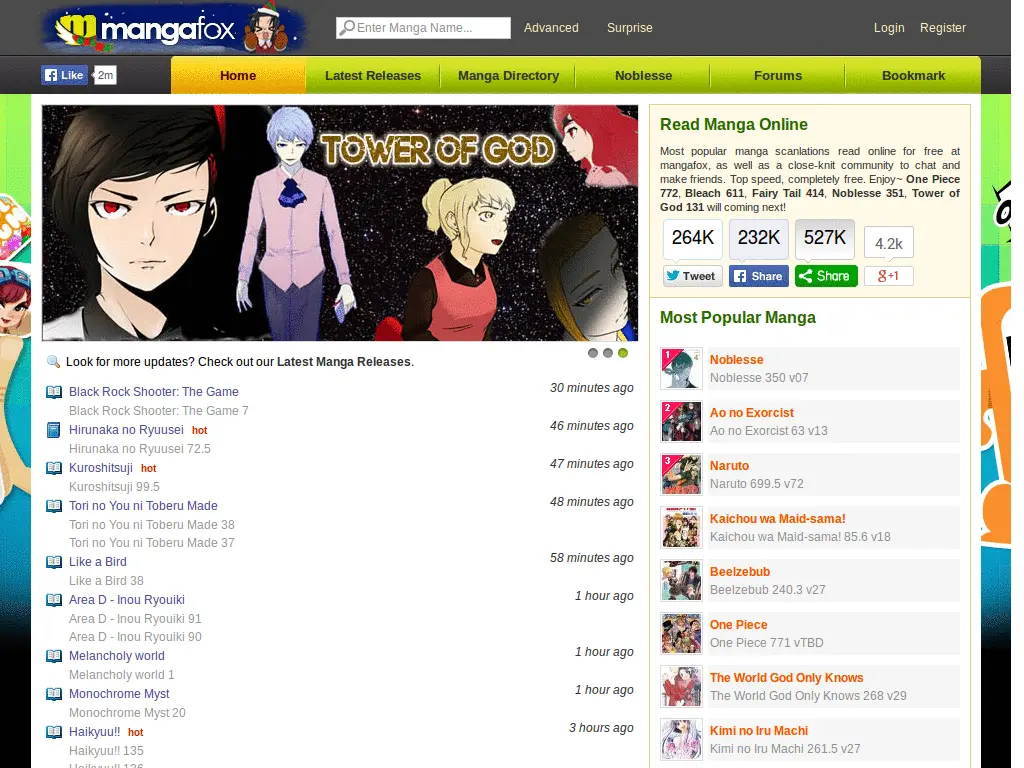 mangafox
Enter Manga Name...
Advanced
Surprise
Login
Register
Like
2m
Home
Latest Releases
Manga Directory
Noblesse
Forums
Bookmark
TOWER OF GOD
Look for more updates? Check out our Latest Manga Releases.
Black Rock Shooter: The Game
30 minutes ago
Black Rock Shooter: The Game 7
Hirunaka no Ryuusei hot
46 minutes ago
Hirunaka no Ryuusei 72.5
Kuroshitsuji hot
47 minutes ago
Kuroshitsuji 99.5
Tori no You ni Toberu Made
48 minutes ago
Tori no You ni Toberu Made 38
Tori no You ni Toberu Made 37
Like a Bird
58 minutes ago
Like a Bird 38
Area D - Inou Ryouiki
1 hour ago
Area D - Inou Ryouiki 91
Area D - Inou Ryouiki 90
Melancholy world
1 hour ago
Melancholy world 1
Monochrome Myst
1 hour ago
Monochrome Myst 20
Haikyuu!! hot
3 hours ago
Haikyuu!! 135
Haikyuu!! 136
Read Manga Online
Most popular manga scanlations read online for free at
mangafox, as well as a close-knit community to chat and
make friends. Top speed, completely free. Enjoy~ One Piece
772, Bleach 611, Fairy Tail 414, Noblesse 351, Tower of
God 131 will coming next!
264K
232K
527K
4.2k
Tweet
Share
Share
g+1
Most Popular Manga
1
Noblesse
Noblesse 350 v07
2
Ao no Exorcist
Ao no Exorcist 63 v13
3
Naruto
Naruto 699.5 v72
Kaichou wa Maid-sama!
Kaichou wa Maid-sama! 85.6 v18
Beelzebub
Beelzebub 240.3 v27
One Piece
One Piece 771 vTBD
The World God Only Knows
The World God Only Knows 268 v29
Kimi no Iru Machi
Kimi no Iru Machi 261.5 v27